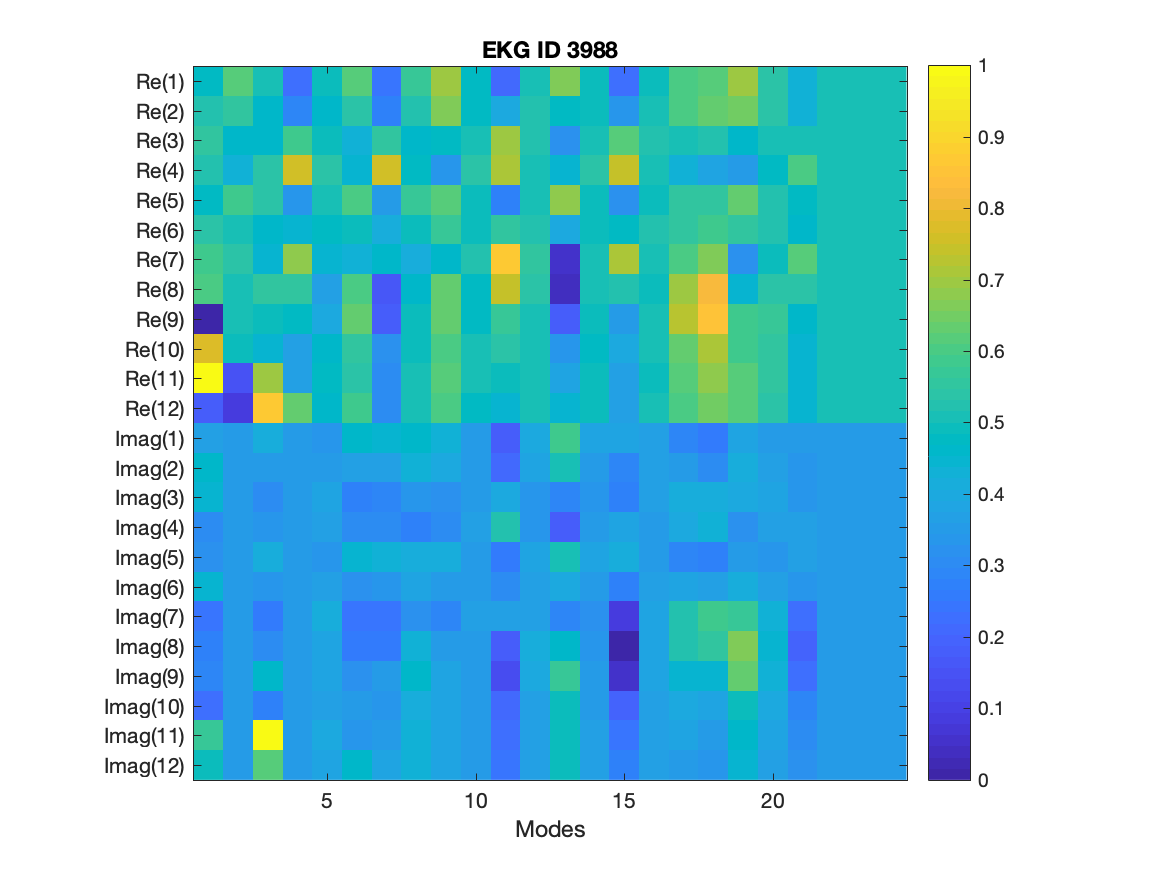 EKG ID 3988
Re(1)
Re(2)
Re(3)
Re(4)
Re(5)
Re(6)
Re(7)
Re(8)
Re(9)
Re(10)
Re(11)
Re(12)
Imag(1)
Imag(2)
Imag(3)
Imag(4)
Imag(5)
Imag(6)
Imag(7)
Imag(8)
Imag(9)
Imag(10)
Imag(11)
Imag(12)
5 10 15 20
Modes
1
0.9
0.8
0.7
0.6
0.5
0.4
0.3
0.2
0.1
0